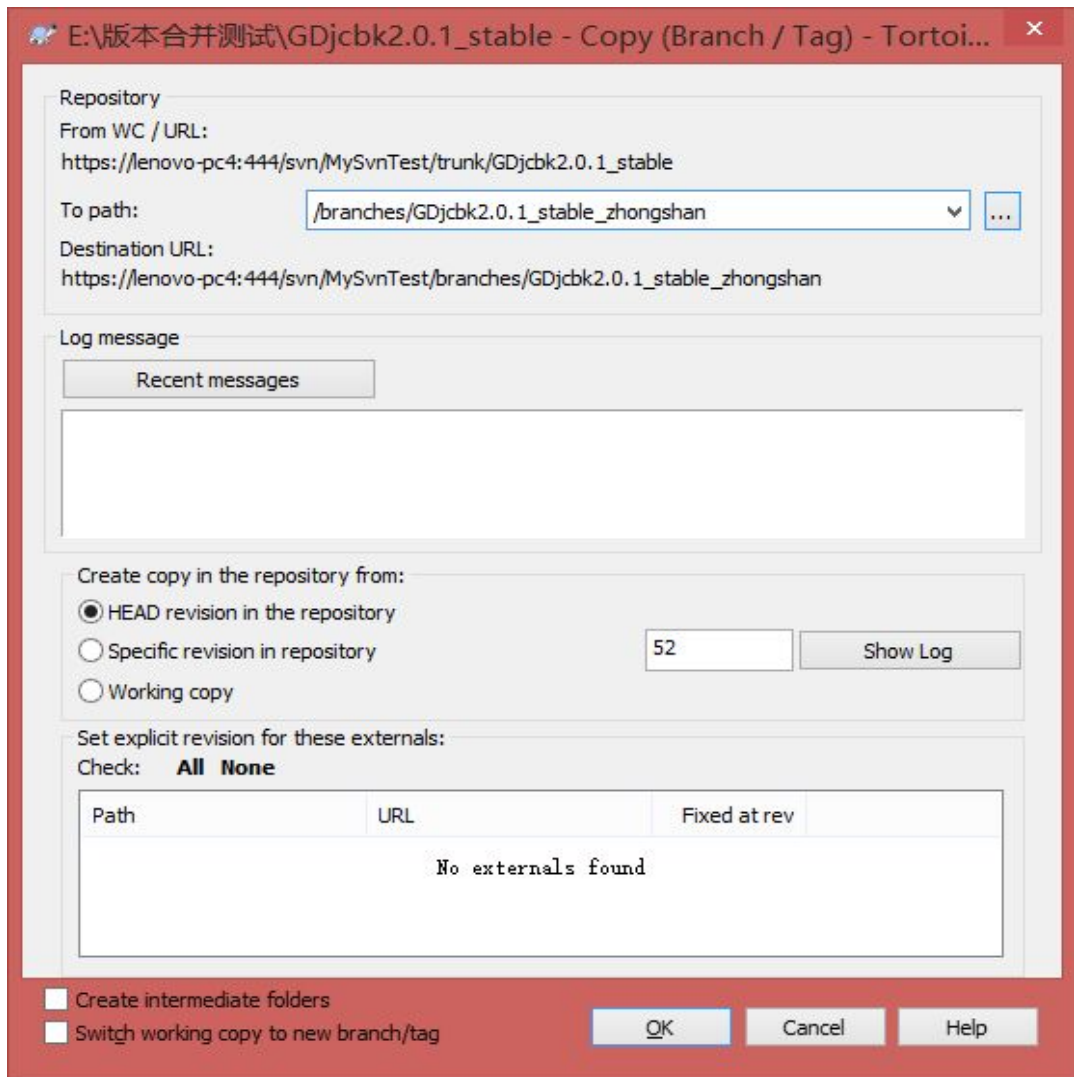 E:\版本合并测试\GDjcbk2.0.1_stable - Copy (Branch / Tag) - Tortoi...
Repository
From WC / URL:
https://lenovo-pc4:444/svn/MySvnTest/trunk/GDjcbk2.0.1_stable
To path: /branches/GDjcbk2.0.1_stable_zhongshan ...
Destination URL:
https://lenovo-pc4:444/svn/MySvnTest/branches/GDjcbk2.0.1_stable_zhongshan
Log message
Recent messages
Create copy in the repository from:
HEAD revision in the repository
Specific revision in repository 52 Show Log
Working copy
Set explicit revision for these externals:
Check: All None
Path URL Fixed at rev
No externals found
Create intermediate folders
Switch working copy to new branch/tag OK Cancel Help